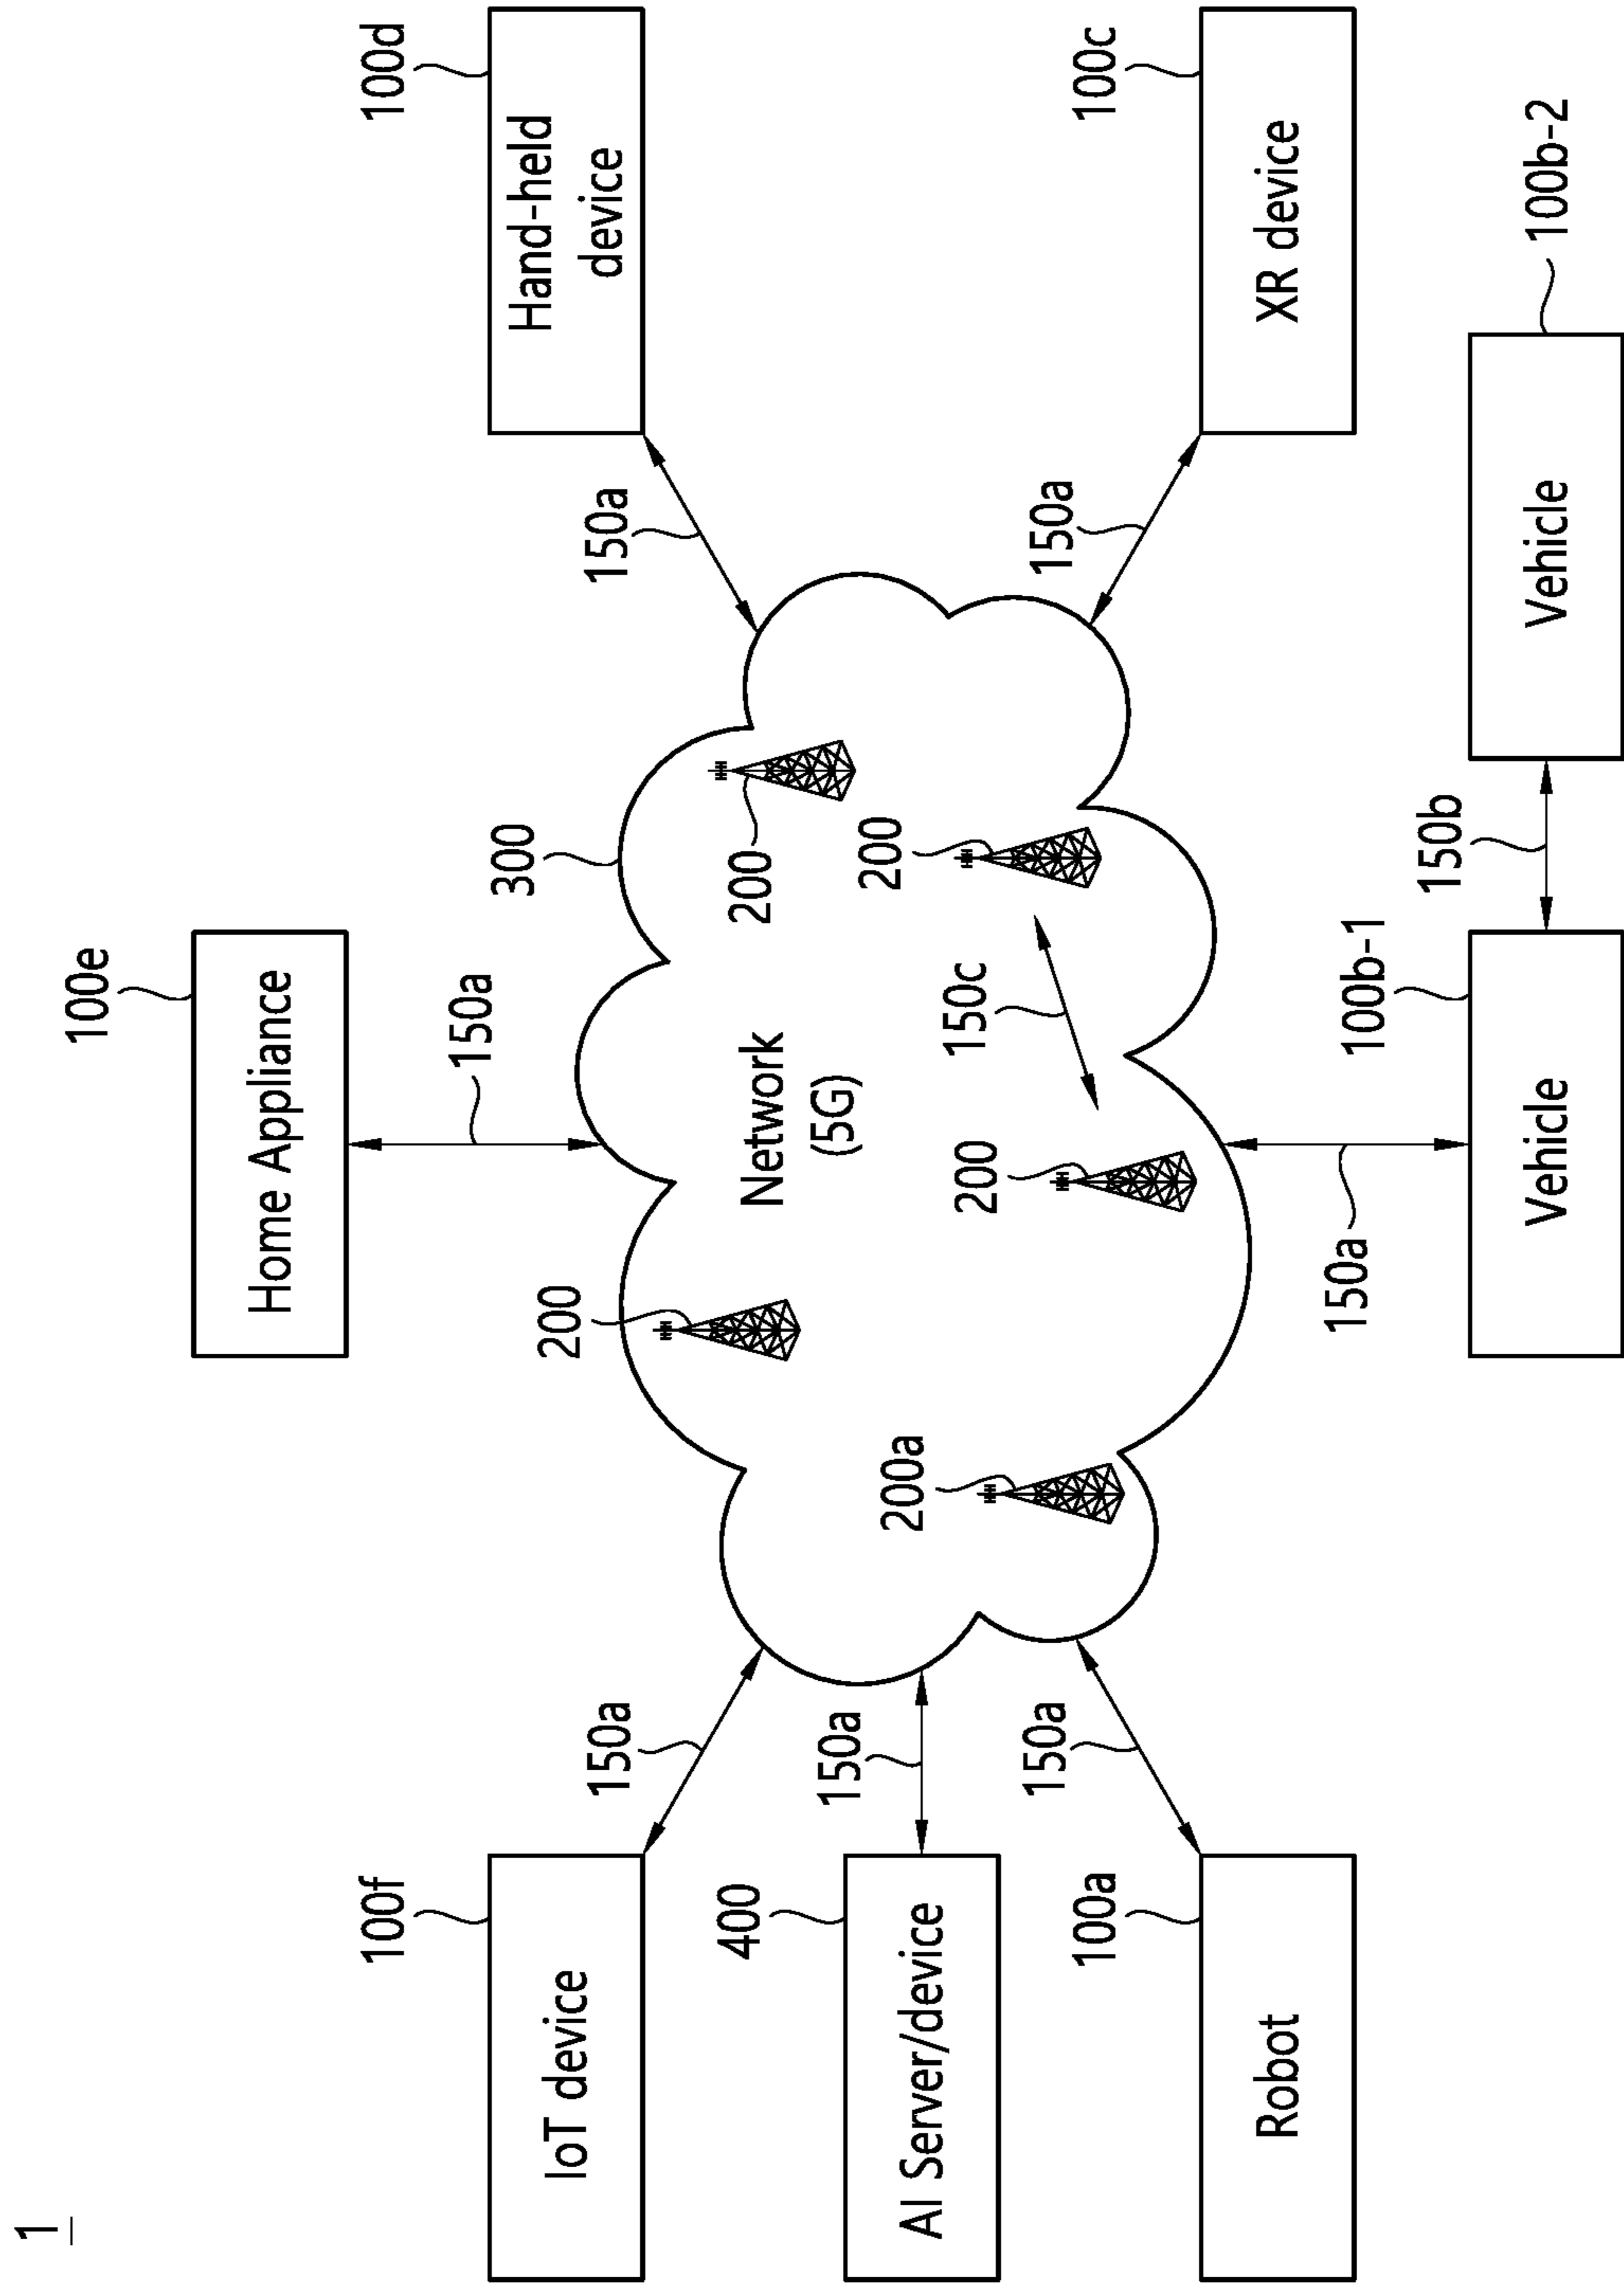 1
100e
Home Appliance
150a
100f
100d
IoT device
Hand-held
device
300
200
150a
150a
400
200
Network
(5G)
150a
200
AI Server/device
200a
150c
200
150a
150a
100a
100c
Robot
XR device
150a
100b-1
150b
Vehicle
Vehicle
100b-2